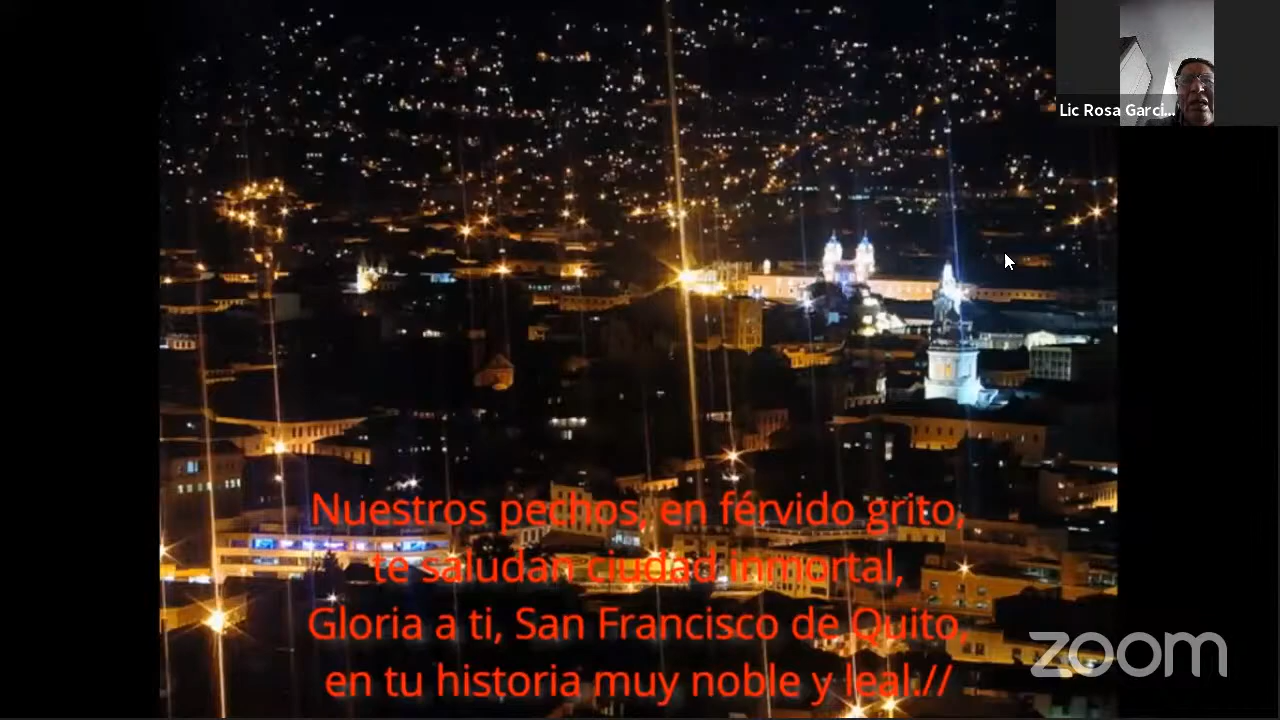 Lic Rosa Garci...
Nuestros pechos, en férvido grito,
te saludan ciudad inmortal,
Gloria a ti, San Francisco de Quito,
en tu historia muy noble y leal.//
zoom